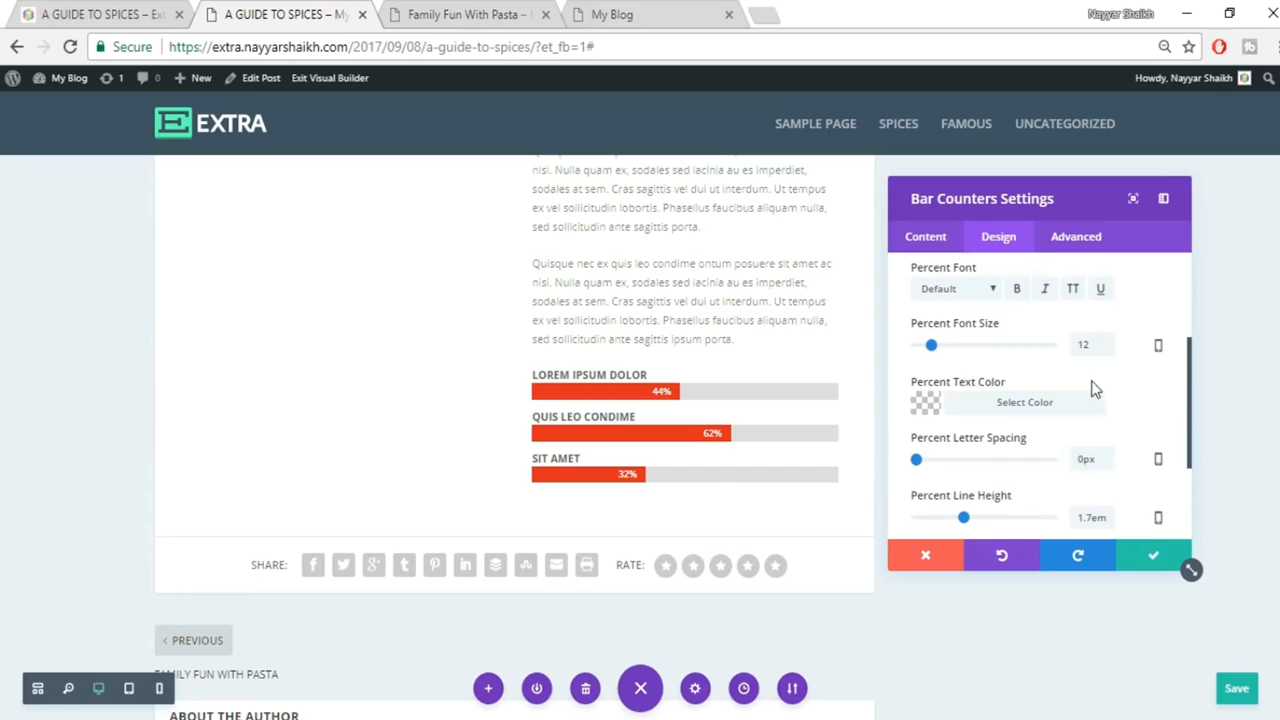 A GUIDE TO SPICES – Ex
A GUIDE TO SPICES – My
Family Fun With Pasta –
My Blog
Nayyar Shaikh
Secure
https://extra.nayyarshaikh.com/2017/09/08/a-guide-to-spices/?et_fb=1#
My Blog
1
0
New
Edit Post
Exit Visual Builder
Howdy, Nayyar Shaikh
EXTRA
SAMPLE PAGE
SPICES
FAMOUS
UNCATEGORIZED
nisi. Nulla quam ex, sodales sed lacinia au es imperdiet,
sodales at sem. Cras sagittis vel dui ut interdum. Ut tempus
ex vel sollicitudin lobortis. Phasellus faucibus aliquam nulla,
sed sollicitudin ante sagittis porta.
Quisque nec ex quis leo condime ontum posuere sit amet ac
nisi. Nulla quam ex, sodales sed lacinia au es imperdiet,
sodales at sem. Cras sagittis vel dui ut interdum. Ut tempus
ex vel sollicitudin lobortis. Phasellus faucibus aliquam nulla,
sed sollicitudin ante sagittis ipsum porta.
LOREM IPSUM DOLOR
44%
QUIS LEO CONDIME
62%
SIT AMET
32%
Bar Counters Settings
Content
Design
Advanced
Percent Font
Default
B
I
TT
U
Percent Font Size
12
Percent Text Color
Select Color
Percent Letter Spacing
0px
Percent Line Height
1.7em
SHARE:
RATE:
PREVIOUS
FAMILY FUN WITH PASTA
ABOUT THE AUTHOR
Save